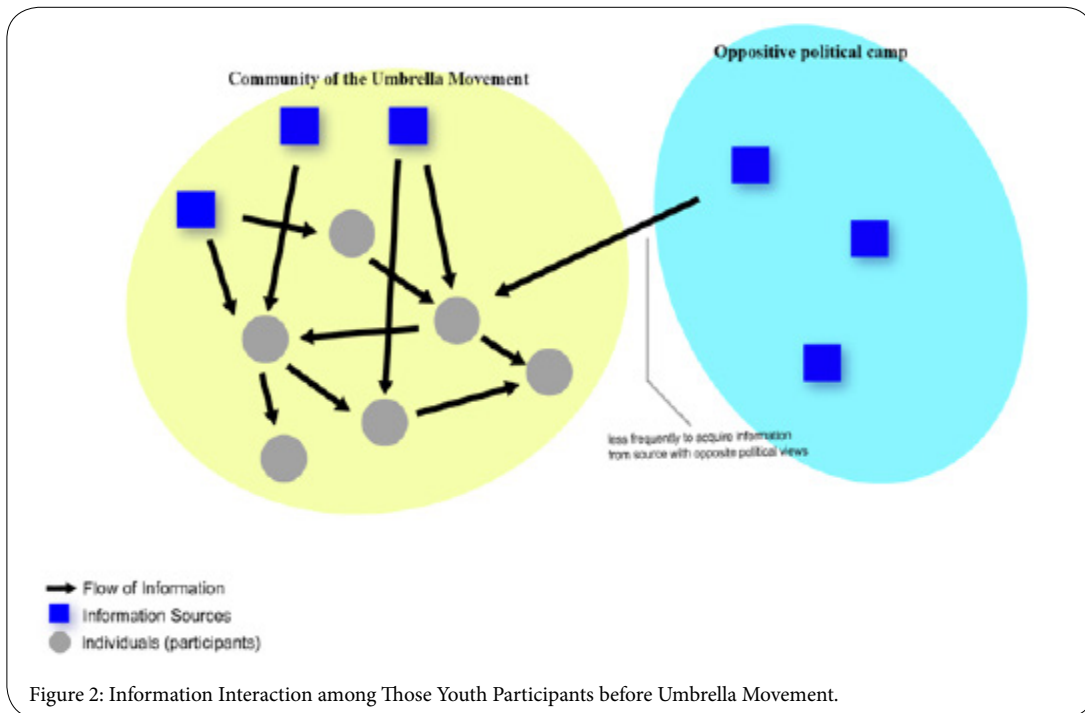 Oppositive political camp
Community of the Umbrella Movement
less frequently to acquire information
from source with opposite political views
Flow of Information
Information Sources
Individuals (participants)
Figure 2: Information Interaction among Those Youth Participants before Umbrella Movement.